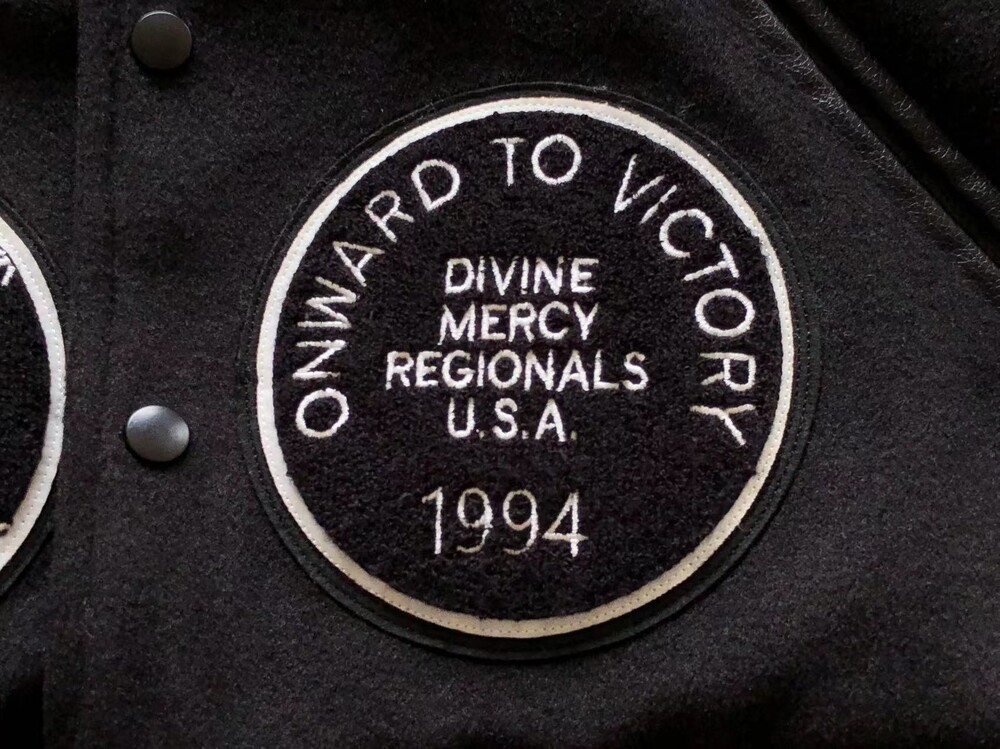 ONWARD TO VICTORY
DIVINE
MERCY
REGIONALS
U.S.A.
1994